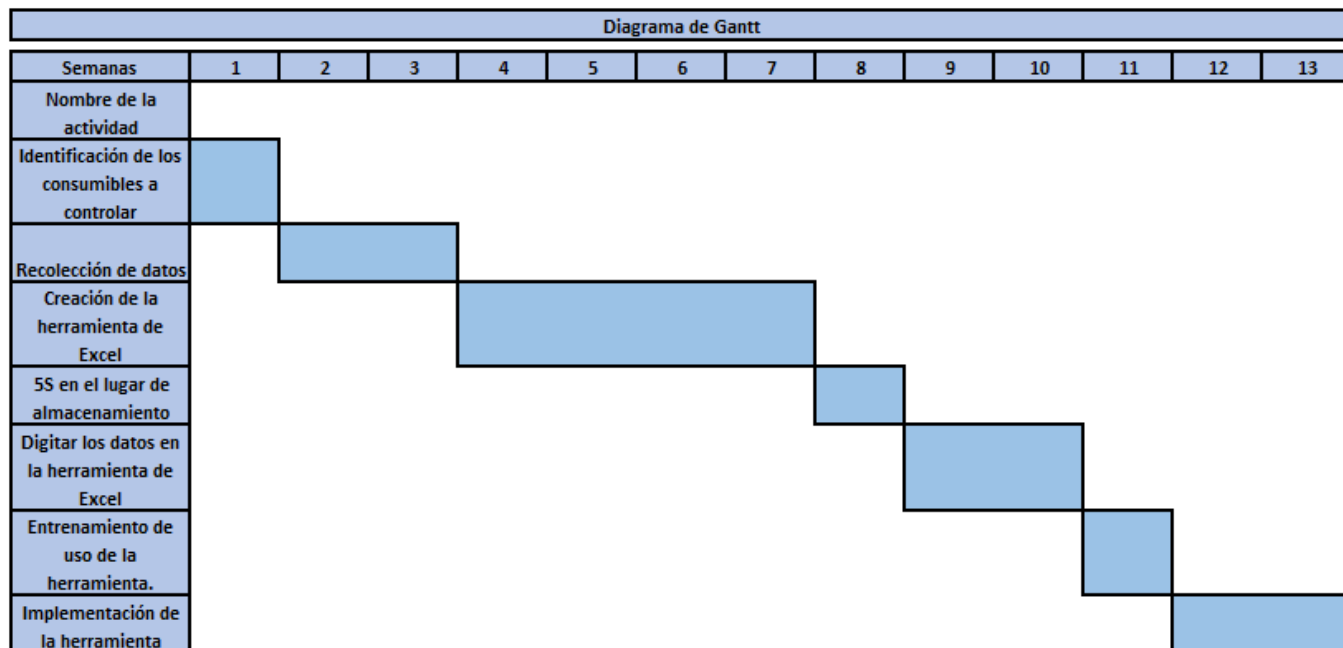 Diagrama de Gantt
Semanas 1 2 3 4 5 6 7 8 9 10 11 12 13
Nombre de la
actividad
Identificación de los
consumibles a
controlar
Recolección de datos
Creación de la
herramienta de
Excel
5S en el lugar de
almacenamiento
Digitar los datos en
la herramienta de
Excel
Entrenamiento de
uso de la
herramienta.
Implementación de
la herramienta